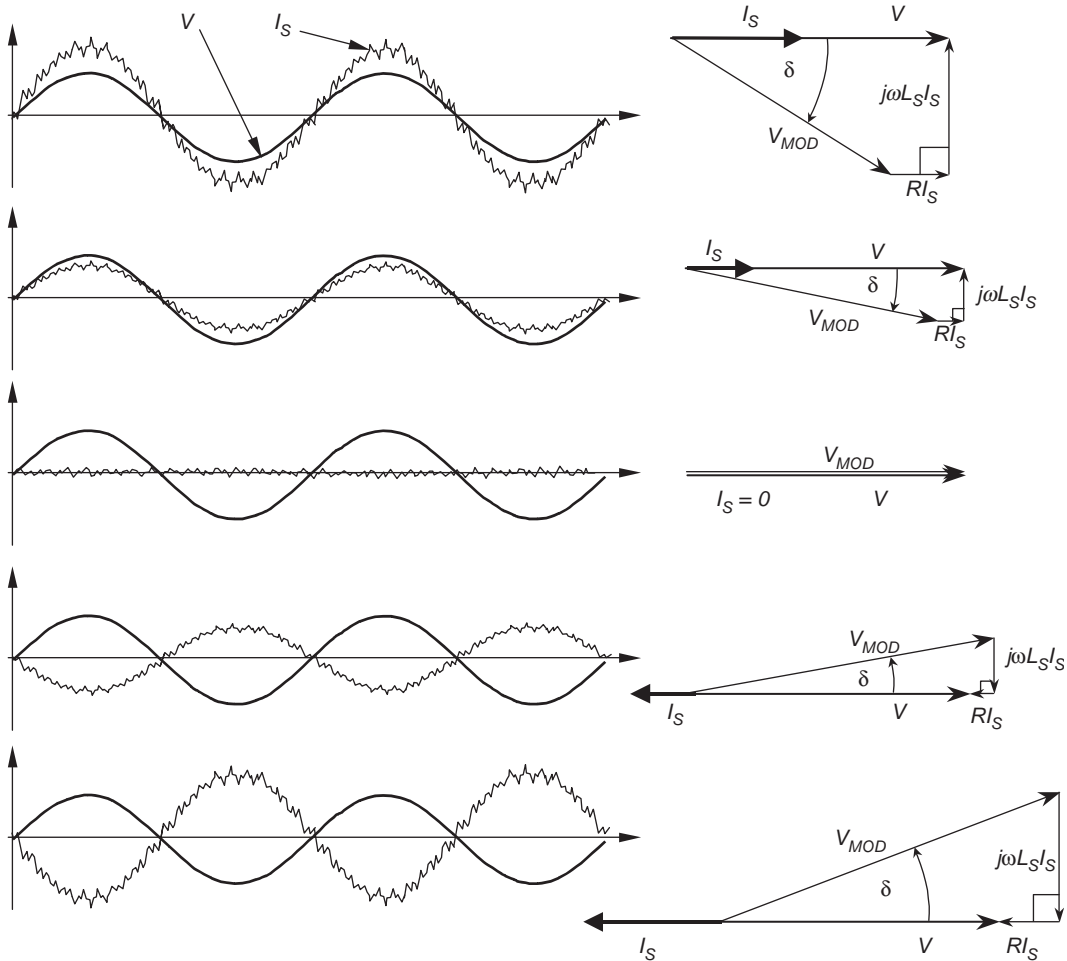 V
I_S
I_S
V
δ
jωL_SI_S
V_MOD
RI_S
I_S
V
δ
jωL_SI_S
V_MOD
RI_S
V_MOD
I_S = 0
V
V_MOD
jωL_SI_S
δ
I_S
V
RI_S
V_MOD
jωL_SI_S
δ
I_S
V
RI_S